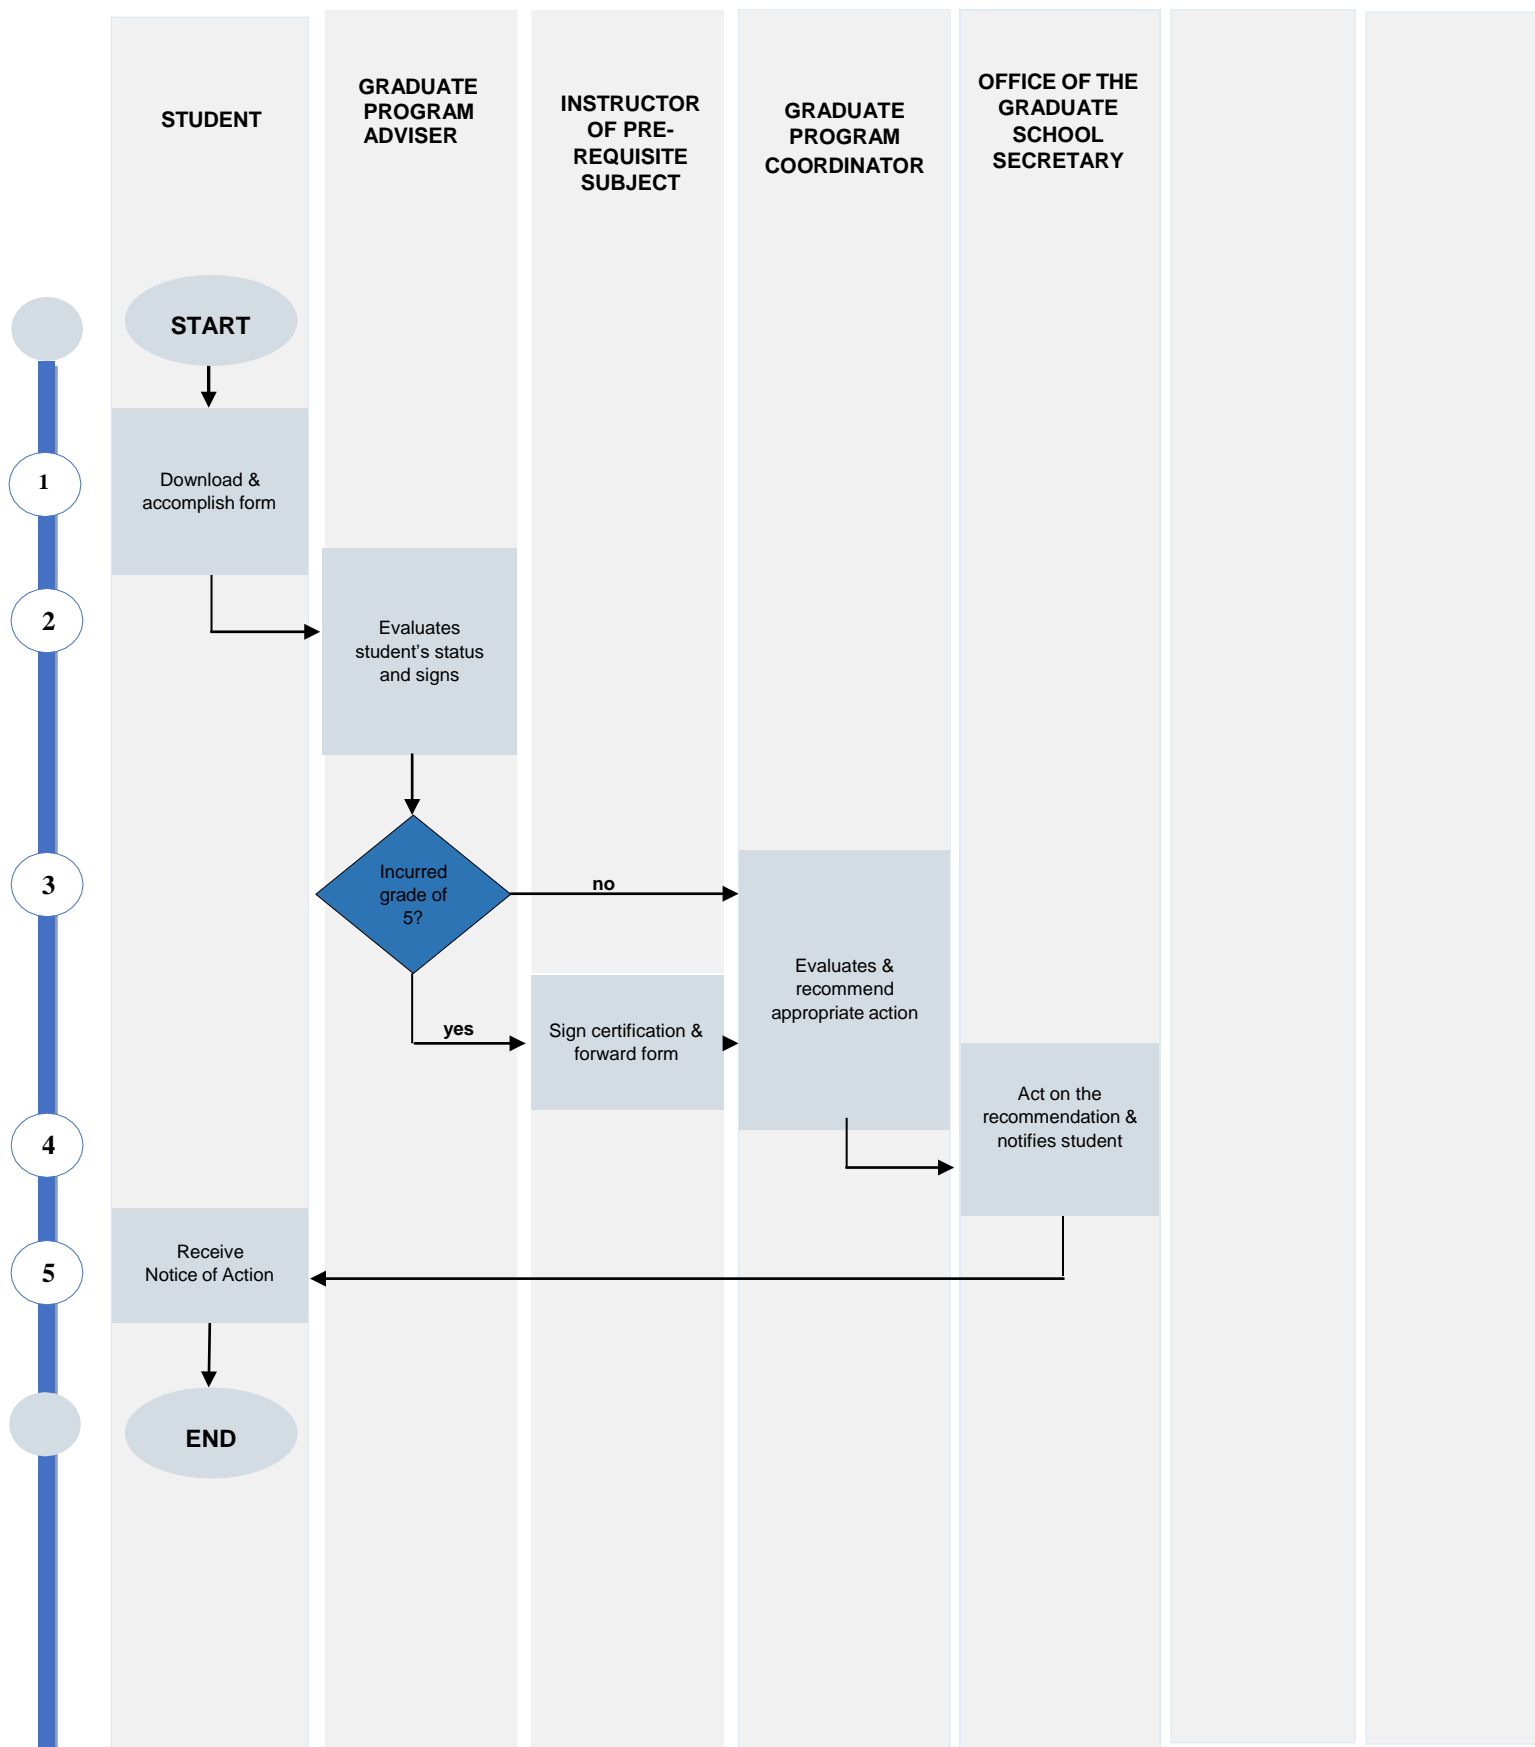 STUDENT
GRADUATE
PROGRAM
ADVISER
INSTRUCTOR
OF PRE-
REQUISITE
SUBJECT
GRADUATE
PROGRAM
COORDINATOR
OFFICE OF THE
GRADUATE
SCHOOL
SECRETARY
START
1
Download &
accomplish form
2
Evaluates
student’s status
and signs
3
Incurred
grade of
5?
no
Evaluates &
recommend
appropriate action
yes
Sign certification &
forward form
4
Act on the
recommendation &
notifies student
5
Receive
Notice of Action
END